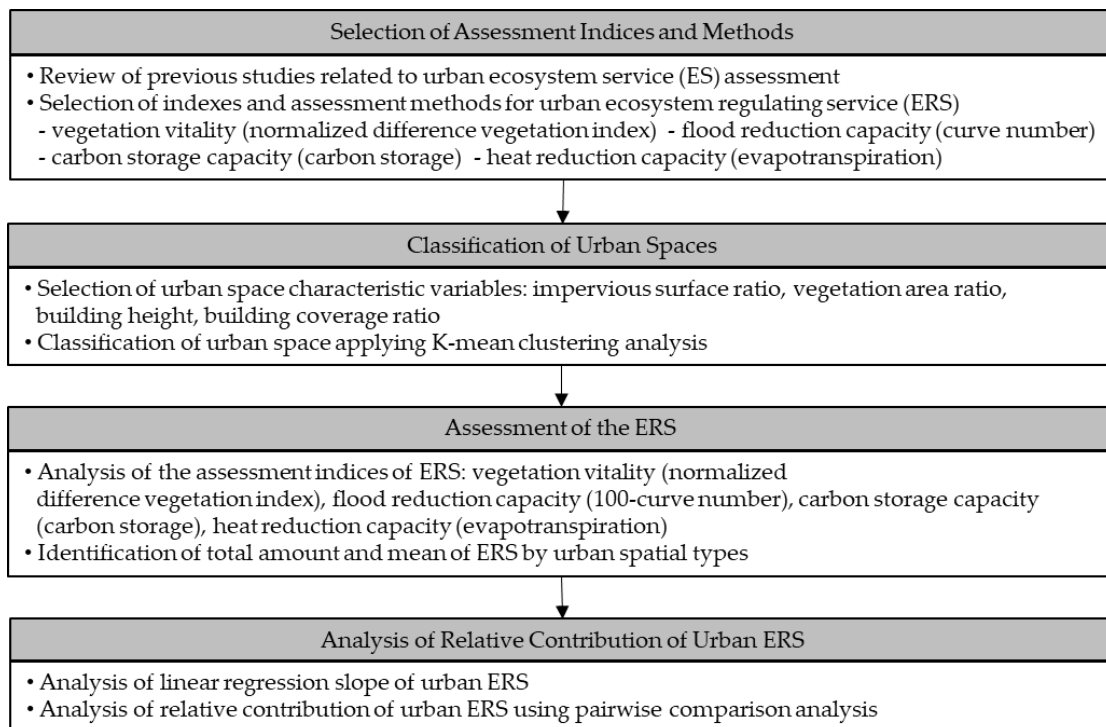 Selection of Assessment Indices and Methods
• Review of previous studies related to urban ecosystem service (ES) assessment
• Selection of indexes and assessment methods for urban ecosystem regulating service (ERS)
- vegetation vitality (normalized difference vegetation index) - flood reduction capacity (curve number)
- carbon storage capacity (carbon storage) - heat reduction capacity (evapotranspiration)
Classification of Urban Spaces
• Selection of urban space characteristic variables: impervious surface ratio, vegetation area ratio,
building height, building coverage ratio
• Classification of urban space applying K-mean clustering analysis
Assessment of the ERS
• Analysis of the assessment indices of ERS: vegetation vitality (normalized
difference vegetation index), flood reduction capacity (100-curve number), carbon storage capacity
(carbon storage), heat reduction capacity (evapotranspiration)
• Identification of total amount and mean of ERS by urban spatial types
Analysis of Relative Contribution of Urban ERS
• Analysis of linear regression slope of urban ERS
• Analysis of relative contribution of urban ERS using pairwise comparison analysis